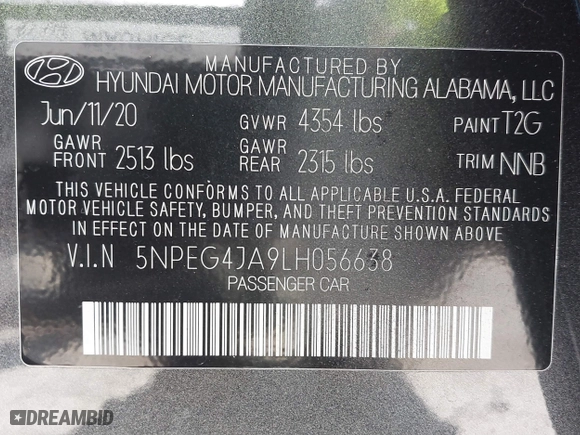 MANUFACTURED BY
HYUNDAI MOTOR MANUFACTURING ALABAMA, LLC
Jun/11/20 GVWR 4354 lbs PAINT T2G
GAWR FRONT 2513 lbs GAWR REAR 2315 lbs TRIM NNB
THIS VEHICLE CONFORMS TO ALL APPLICABLE U.S.A. FEDERAL
MOTOR VEHICLE SAFETY, BUMPER, AND THEFT PREVENTION STANDARDS
IN EFFECT ON THE DATE OF MANUFACTURE SHOWN ABOVE.
V.I.N 5NPEG4JA9LH056638
PASSENGER CAR
DREAMBID